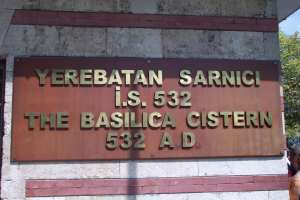 YEREBATAN SARNICI
İ.S. 532
THE BASILICA CISTERN
532 A.D.